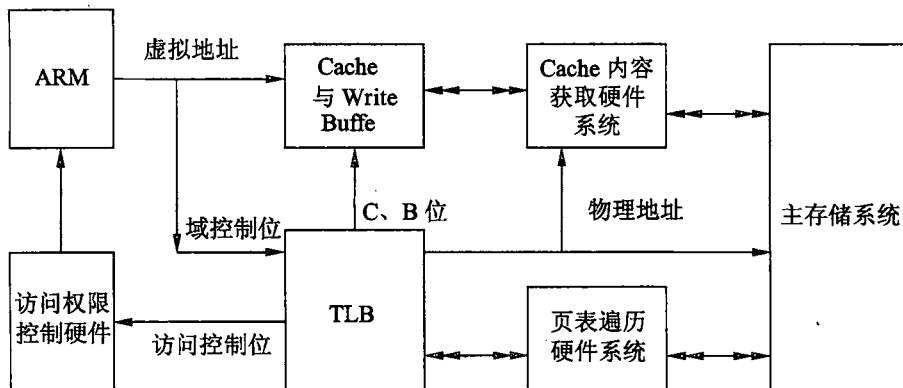 虚拟地址
ARM
Cache
与 Write
Buffe
Cache 内容
获取硬件
系统
C、B 位
物理地址
主存储系统
域控制位
访问权限
控制硬件
访问控制位
TLB
页表遍历
硬件系统